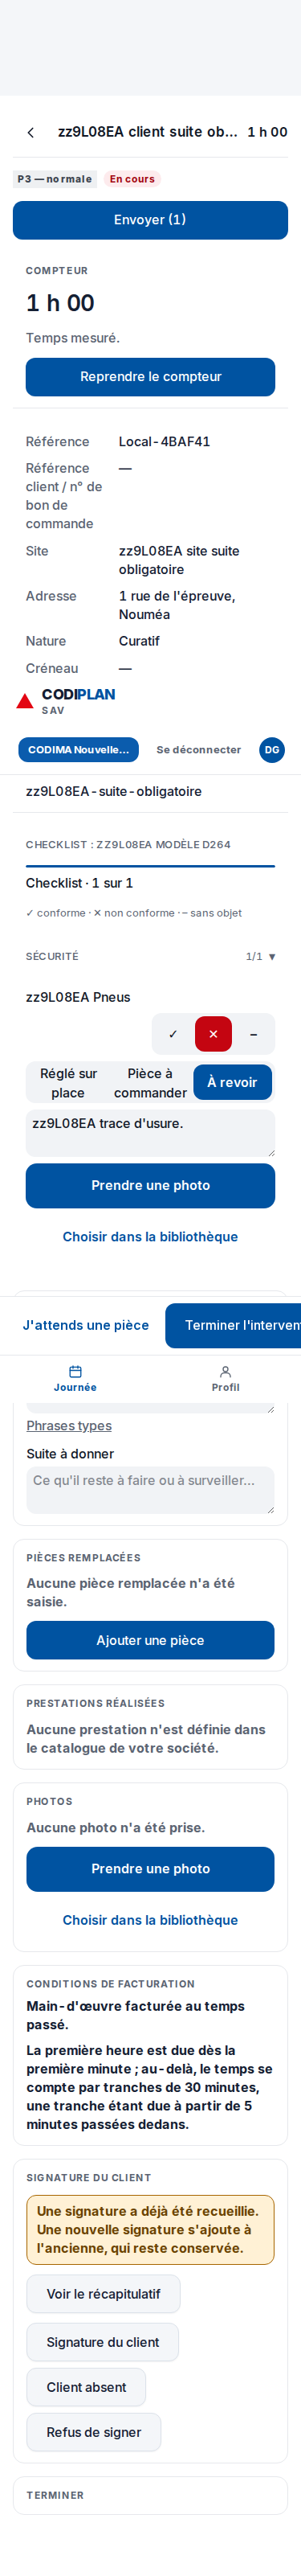 zz9L08EA client suite ob... 1 h 00
P3 — normale En cours
Envoyer (1)
COMPTEUR
1 h 00
Temps mesuré.
Reprendre le compteur
Référence Local-4BAF41
Référence —
client / n° de
bon de
commande
Site zz9L08EA site suite
obligatoire
Adresse 1 rue de l'épreuve,
Nouméa
Nature Curatif
Créneau —
CODIPLAN
SAV
CODIMA Nouvelle... Se déconnecter DG
zz9L08EA-suite-obligatoire
CHECKLIST : ZZ9L08EA MODÈLE D264
Checklist · 1 sur 1
✓ conforme · ✕ non conforme · – sans objet
SÉCURITÉ 1/1 ▼
zz9L08EA Pneus
✓ ✕ –
Réglé sur Pièce à À revoir
place commander
zz9L08EA trace d'usure.
Prendre une photo
Choisir dans la bibliothèque
J'attends une pièce Terminer l'interven
Journée Profil
Phrases types
Suite à donner
Ce qu'il reste à faire ou à surveiller...
PIÈCES REMPLACÉES
Aucune pièce remplacée n'a été
saisie.
Ajouter une pièce
PRESTATIONS RÉALISÉES
Aucune prestation n'est définie dans
le catalogue de votre société.
PHOTOS
Aucune photo n'a été prise.
Prendre une photo
Choisir dans la bibliothèque
CONDITIONS DE FACTURATION
Main-d'œuvre facturée au temps
passé.
La première heure est due dès la
première minute ; au-delà, le temps se
compte par tranches de 30 minutes,
une tranche étant due à partir de 5
minutes passées dedans.
SIGNATURE DU CLIENT
Une signature a déjà été recueillie.
Une nouvelle signature s'ajoute à
l'ancienne, qui reste conservée.
Voir le récapitulatif
Signature du client
Client absent
Refus de signer
TERMINER